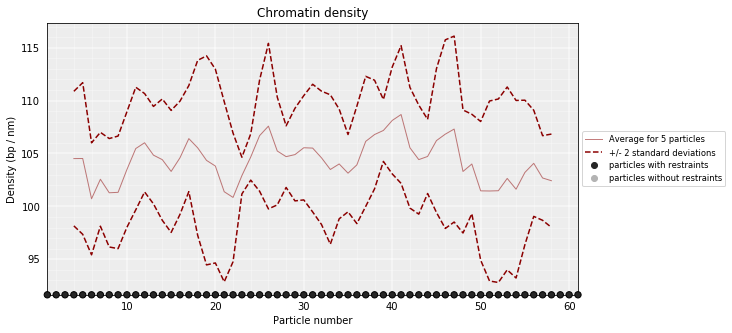 Chromatin density
115
110
105
100
95
Density (bp / nm)
10
20
30
40
50
60
Particle number
Average for 5 particles
+/- 2 standard deviations
particles with restraints
particles without restraints